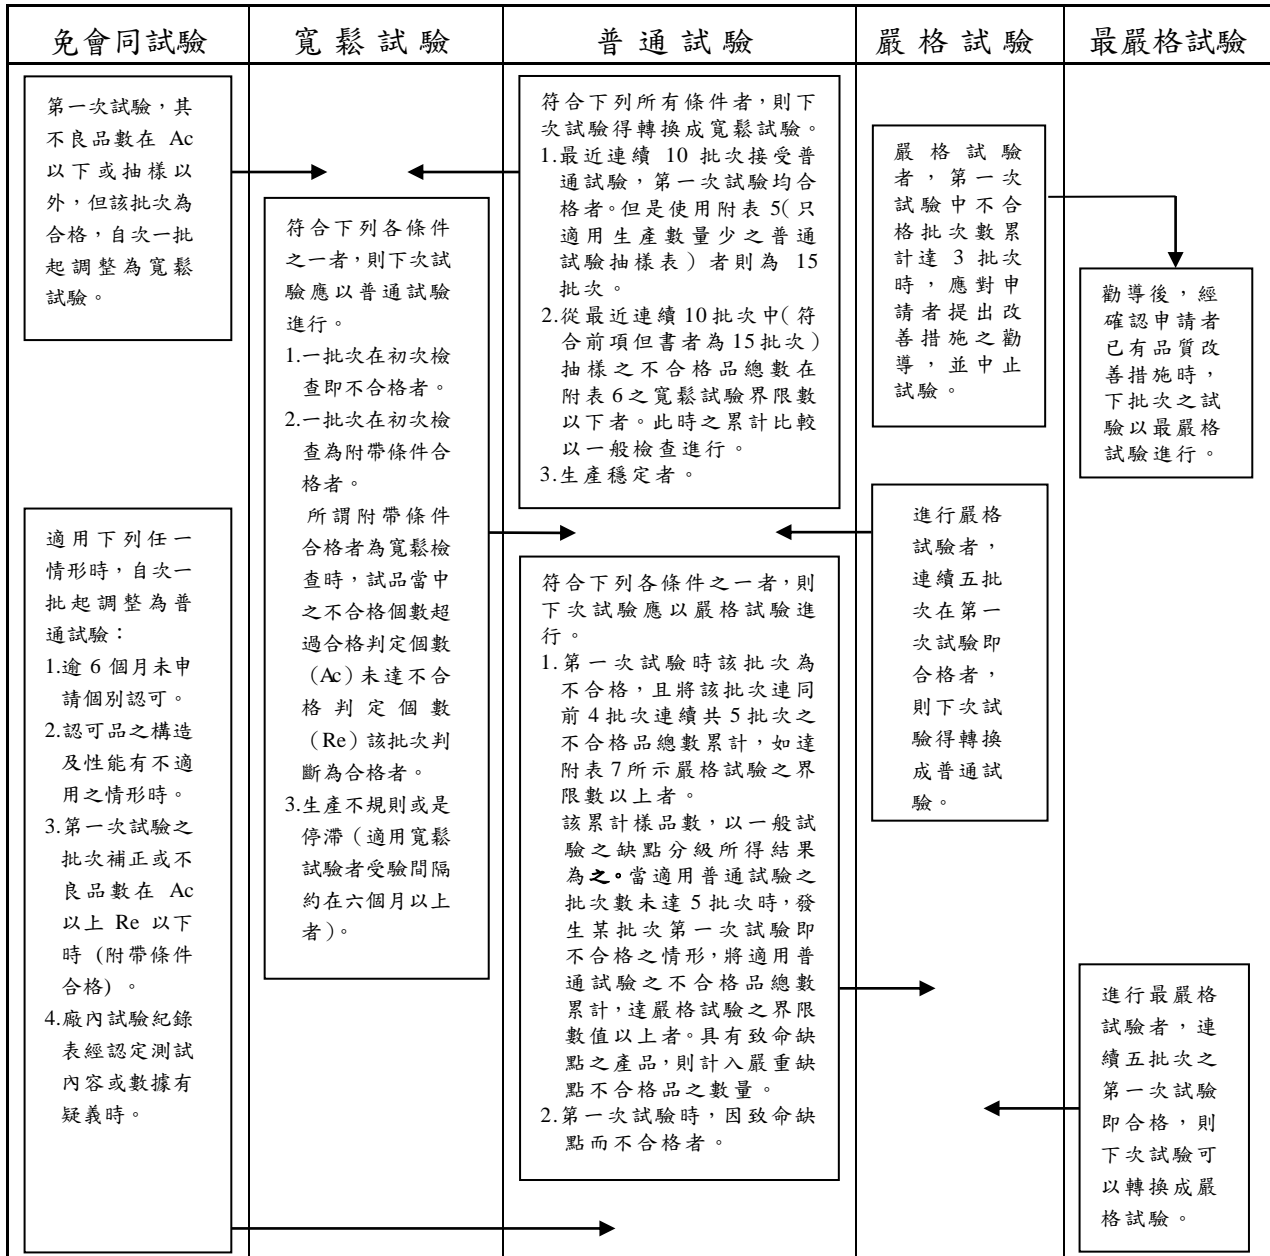 免會同試驗
寬鬆試驗
普通試驗
嚴格試驗
最嚴格試驗
第一次試驗，其
不良品數在 Ac
以下或抽樣以
外，但該批次為
合格，自次一批
起調整為寬鬆
試驗。
適用下列任一
情形時，自次一
批起調整為普
通試驗：
1.逾 6 個月未申
請個別認可。
2.認可品之構造
及性能有不適
用之情形時。
3.第一次試驗之
批次補正或不
良品數在 Ac
以上 Re 以下
時 (附帶條件
合格) 。
4.廠內試驗紀錄
表經認定測試
內容或數據有
疑義時。
符合下列各條件
之一者，則下次試
驗應以普通試驗
進行。
1.一批次在初次檢
查即不合格者。
2.一批次在初次檢
查為附帶條件合
格者。
所謂附帶條件
合格者為寬鬆檢
查時，試品當中
之不合格個數超
過合格判定個數
（Ac）未達不合
格判定個數
（Re）該批次判
斷為合格者。
3.生產不規則或是
停滯（適用寬鬆
試驗者受驗間隔
約在六個月以上
者）。
符合下列所有條件者，則下
次試驗得轉換成寬鬆試驗。
1.最近連續 10 批次接受普
通試驗，第一次試驗均合
格者。但是使用附表 5（只
適用生產數量少之普通
試驗抽樣表）者則為 15
批次。
2.從最近連續 10 批次中（符
合前項但書者為 15 批次）
抽樣之不合格品總數在
附表 6 之寬鬆試驗界限數
以下者。此時之累計比較
以一般檢查進行。
3.生產穩定者。
符合下列各條件之一者，則
下次試驗應以嚴格試驗進
行。
1.第一次試驗時該批次為
不合格，且將該批次連同
前 4 批次連續共 5 批次之
不合格品總數累計，如達
附表 7 所示嚴格試驗之界
限數以上者。
該累計樣品數，以一般試
驗之缺點分級所得結果
為之。當適用普通試驗之
批次數未達 5 批次時，發
生某批次第一次試驗即
不合格之情形，將適用普
通試驗之不合格品總數
累計，達嚴格試驗之界限
數值以上者。具有致命缺
點之產品，則計入嚴重缺
點不合格品之數量。
2.第一次試驗時，因致命缺
點而不合格者。
嚴格試驗
者，第一次
試驗中不合
格批次數累
計達 3 批次
時，應對申
請者提出改
善措施之勸
導，並中止
試驗。
進行嚴格
試驗者，
連續五批
次在第一
次試驗即
合格者，
則下次試
驗得轉換
成普通試
驗。
勸導後，經
確認申請者
已有品質改
善措施時，
下批次之試
驗以最嚴格
試驗進行。
進行最嚴格
試驗者，連
續五批次之
第一次試驗
即合格，則
下次試驗可
以轉換成嚴
格試驗。